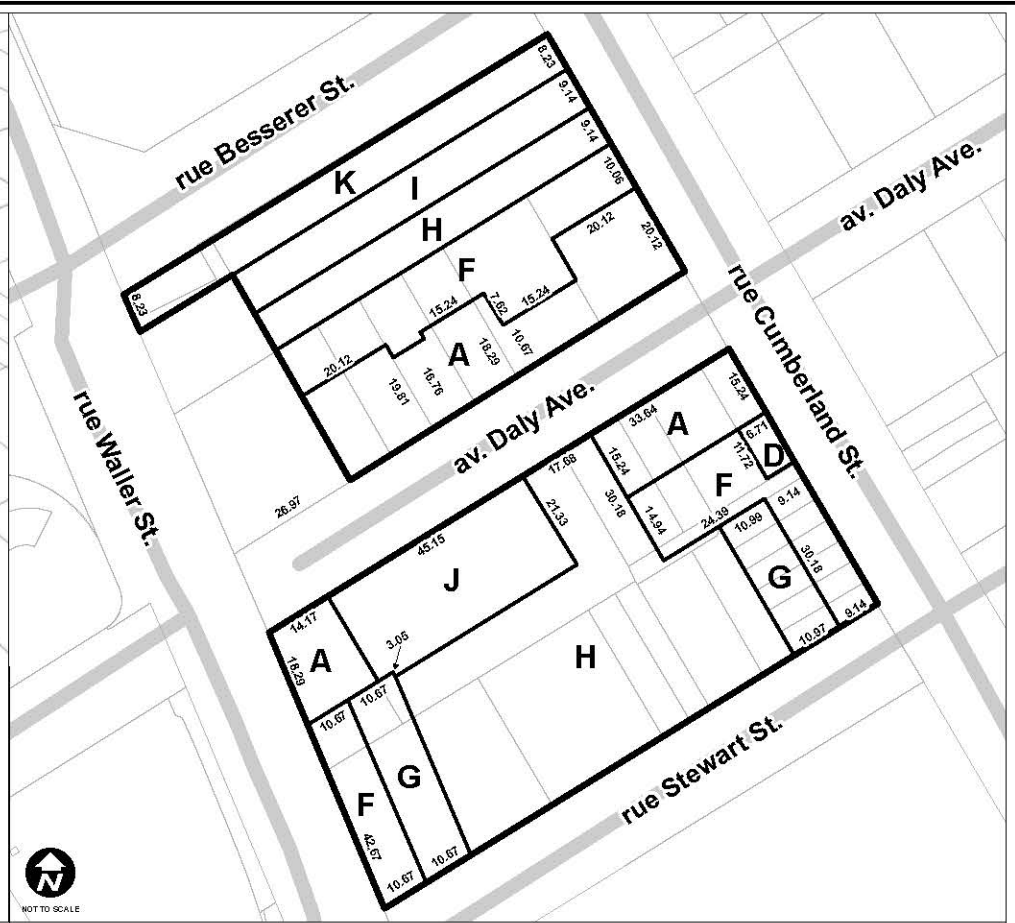 rue Besserer St.
8.23
9.14
9.14
10.06
20.12
20.12
K
I
H
F
A
8.23
15.24
7.62
15.24
20.12
19.81
16.76
18.29
10.67
av. Daly Ave.
rue Cumberland St.
rue Waller St.
av. Daly Ave.
26.97
33.64
15.24
A
6.71
11.72
D
17.68
15.24
30.18
F
14.94
24.39
9.14
21.33
45.15
J
10.99
G
30.18
9.14
10.97
14.17
A
18.29
3.05
10.67
10.67
H
G
F
42.67
10.67
10.67
rue Stewart St.
N
NOT TO SCALE